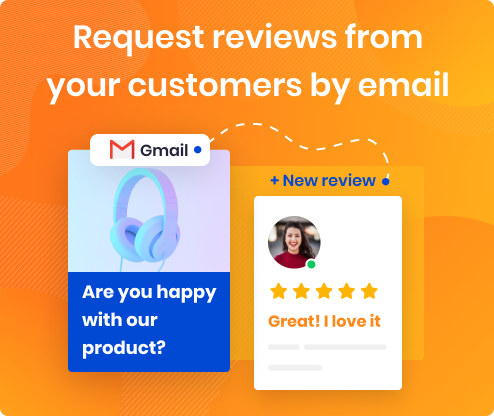 Request reviews from
your customers by email
Gmail
+ New review
Are you happy
with our
product?
Great! I love it